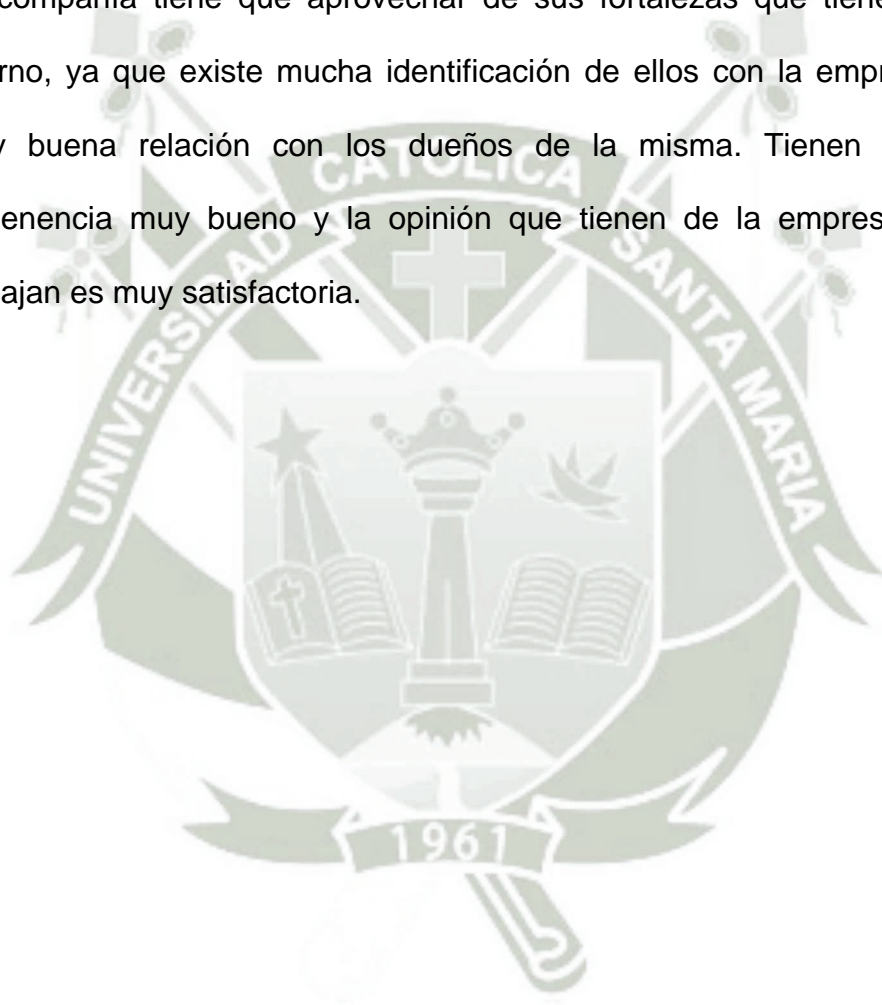 compañía tiene que aprovechar de sus fortalezas que tiene
rno, ya que existe mucha identificación de ellos con la empr
y buena relación con los dueños de la misma. Tienen
enencia muy bueno y la opinión que tienen de la empres
ajan es muy satisfactoria.
UNIVERSIDAD CATOLICA SANTA MARIA
1961